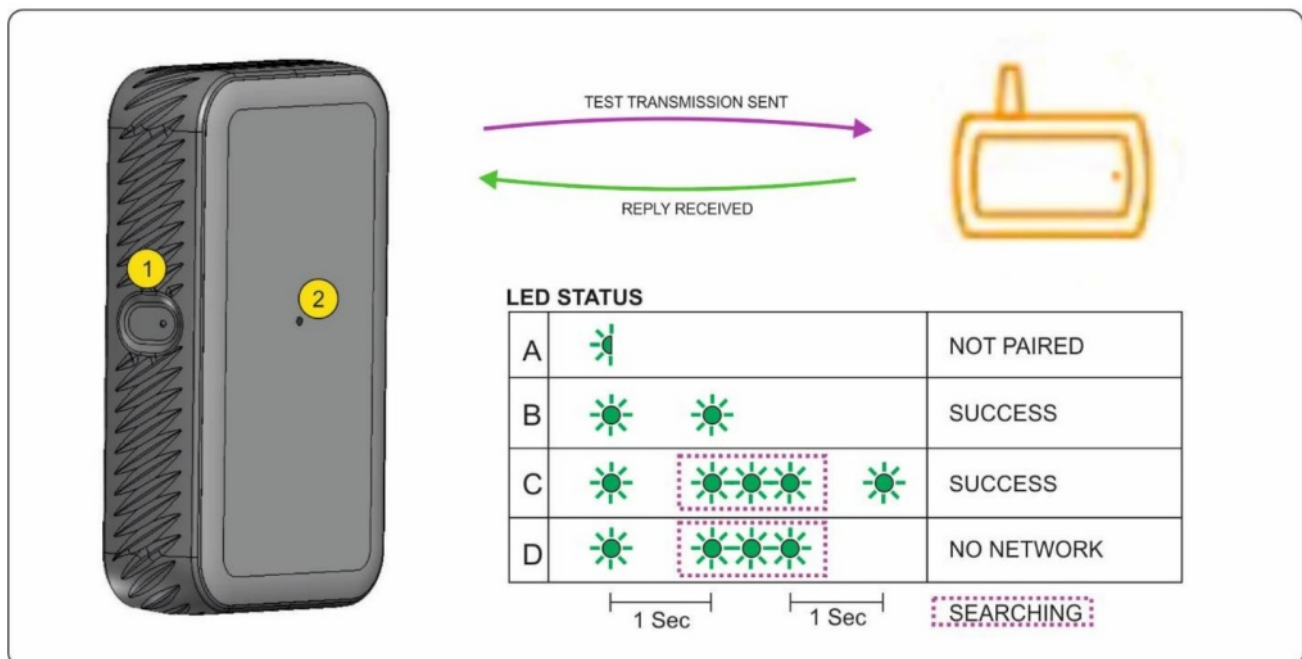 TEST TRANSMISSION SENT
REPLY RECEIVED
1
2
LED STATUS
A NOT PAIRED
B SUCCESS
C SUCCESS
D NO NETWORK
1 Sec 1 Sec SEARCHING